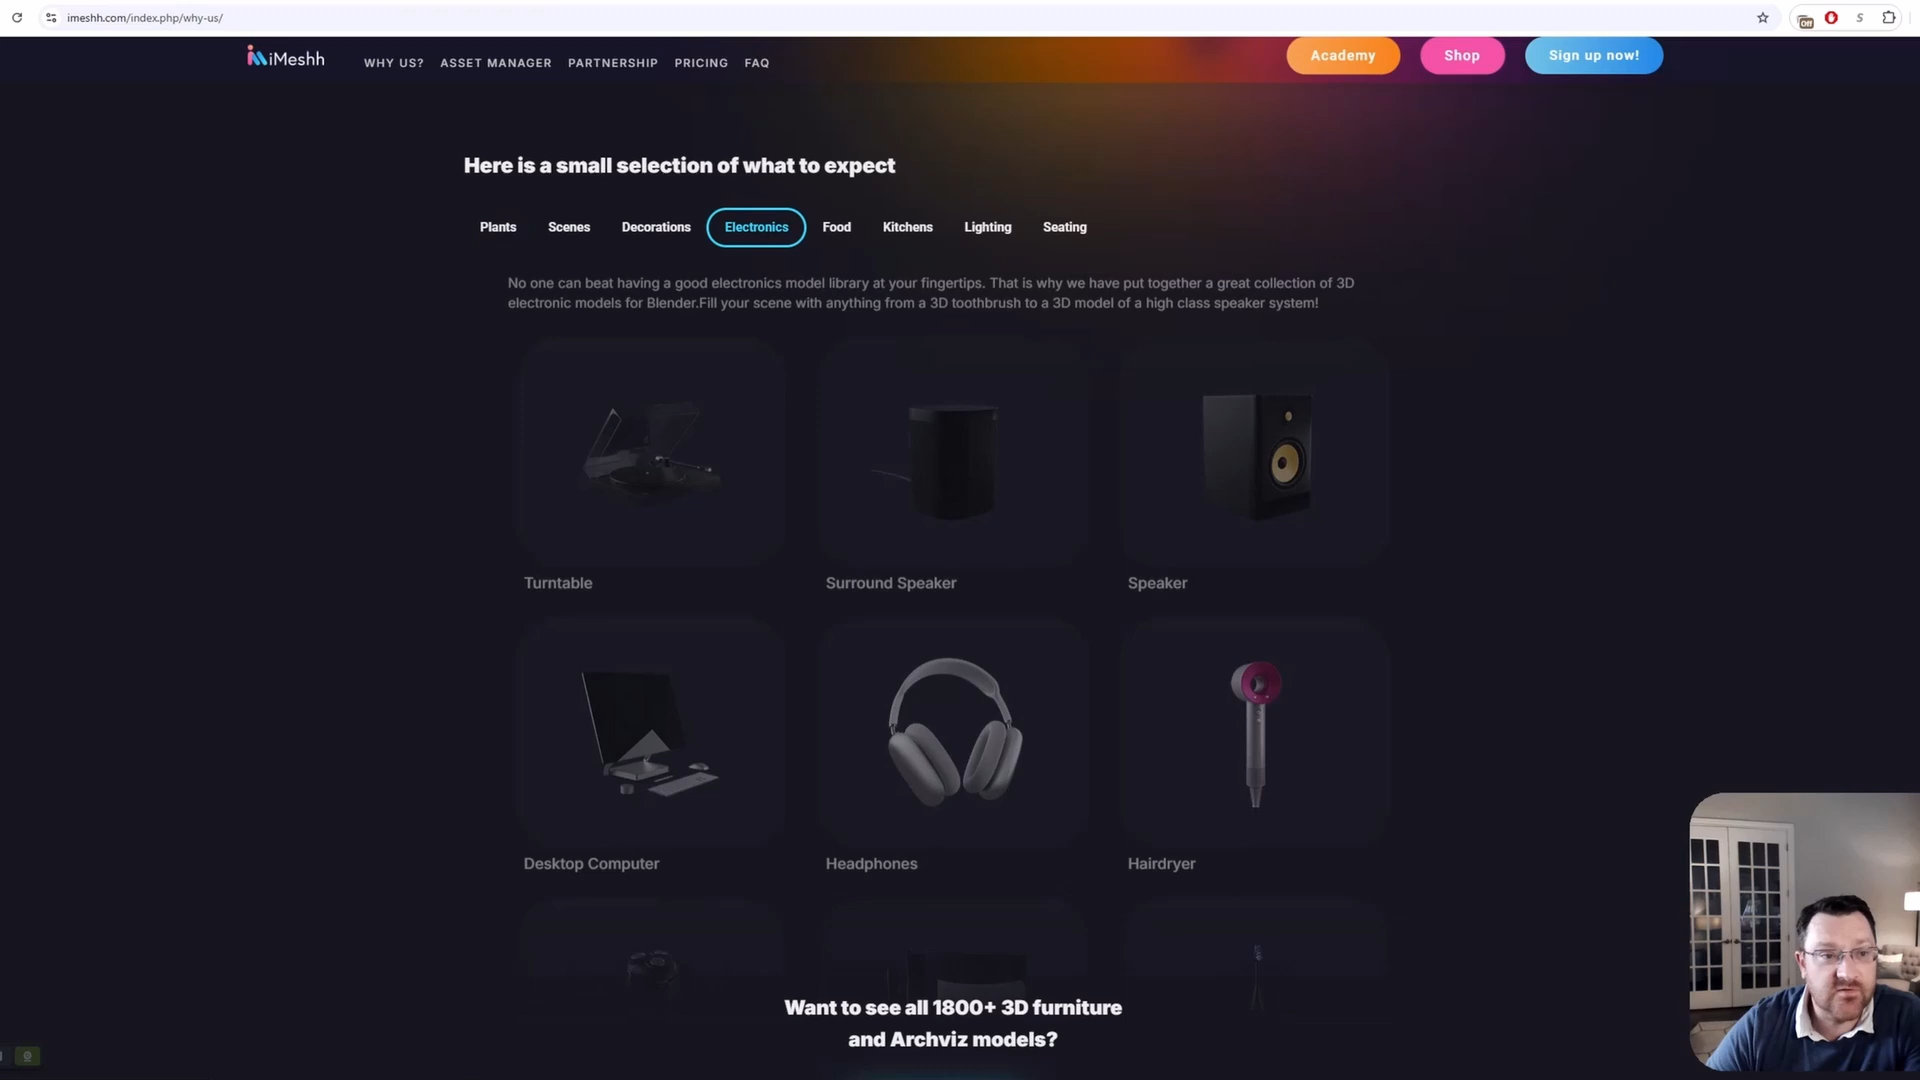 imeshh.com/index.php/why-us/
Off
S
iMeshh
WHY US?
ASSET MANAGER
PARTNERSHIP
PRICING
FAQ
Academy
Shop
Sign up now!
Here is a small selection of what to expect
Plants
Scenes
Decorations
Electronics
Food
Kitchens
Lighting
Seating
No one can beat having a good electronics model library at your fingertips. That is why we have put together a great collection of 3D
electronic models for Blender.Fill your scene with anything from a 3D toothbrush to a 3D model of a high class speaker system!
Turntable
Surround Speaker
Speaker
Desktop Computer
Headphones
Hairdryer
Want to see all 1800+ 3D furniture
and Archviz models?